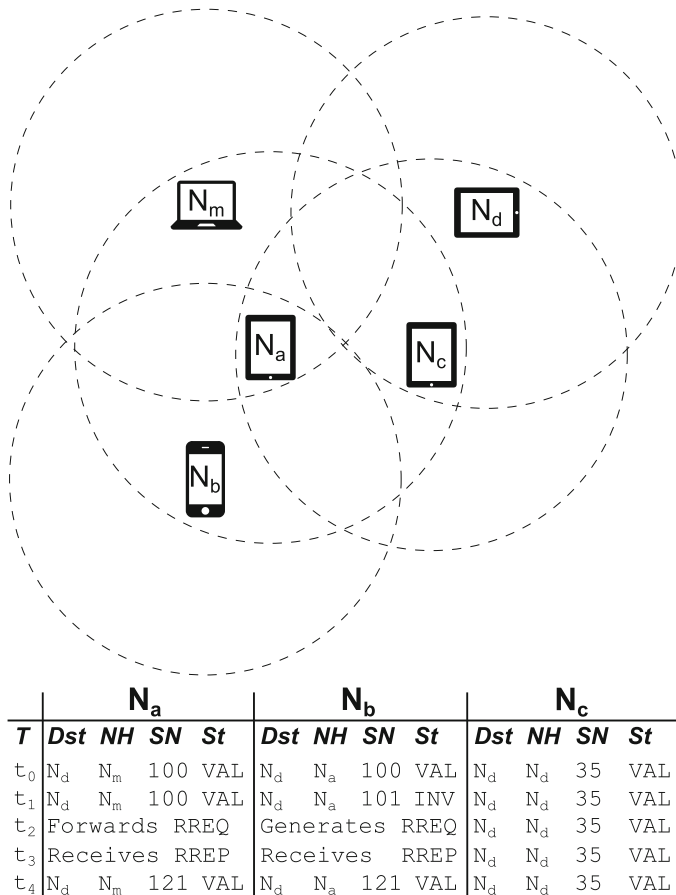 Nm
Nd
Na
Nc
Nb
Na Nb Nc
T Dst NH SN St Dst NH SN St Dst NH SN St
t0 Nd Nm 100 VAL Nd Na 100 VAL Nd Nd 35 VAL
t1 Nd Nm 100 VAL Nd Na 101 INV Nd Nd 35 VAL
t2 Forwards RREQ Generates RREQ Nd Nd 35 VAL
t3 Receives RREP Receives RREP Nd Nd 35 VAL
t4 Nd Nm 121 VAL Nd Na 121 VAL Nd Nd 35 VAL